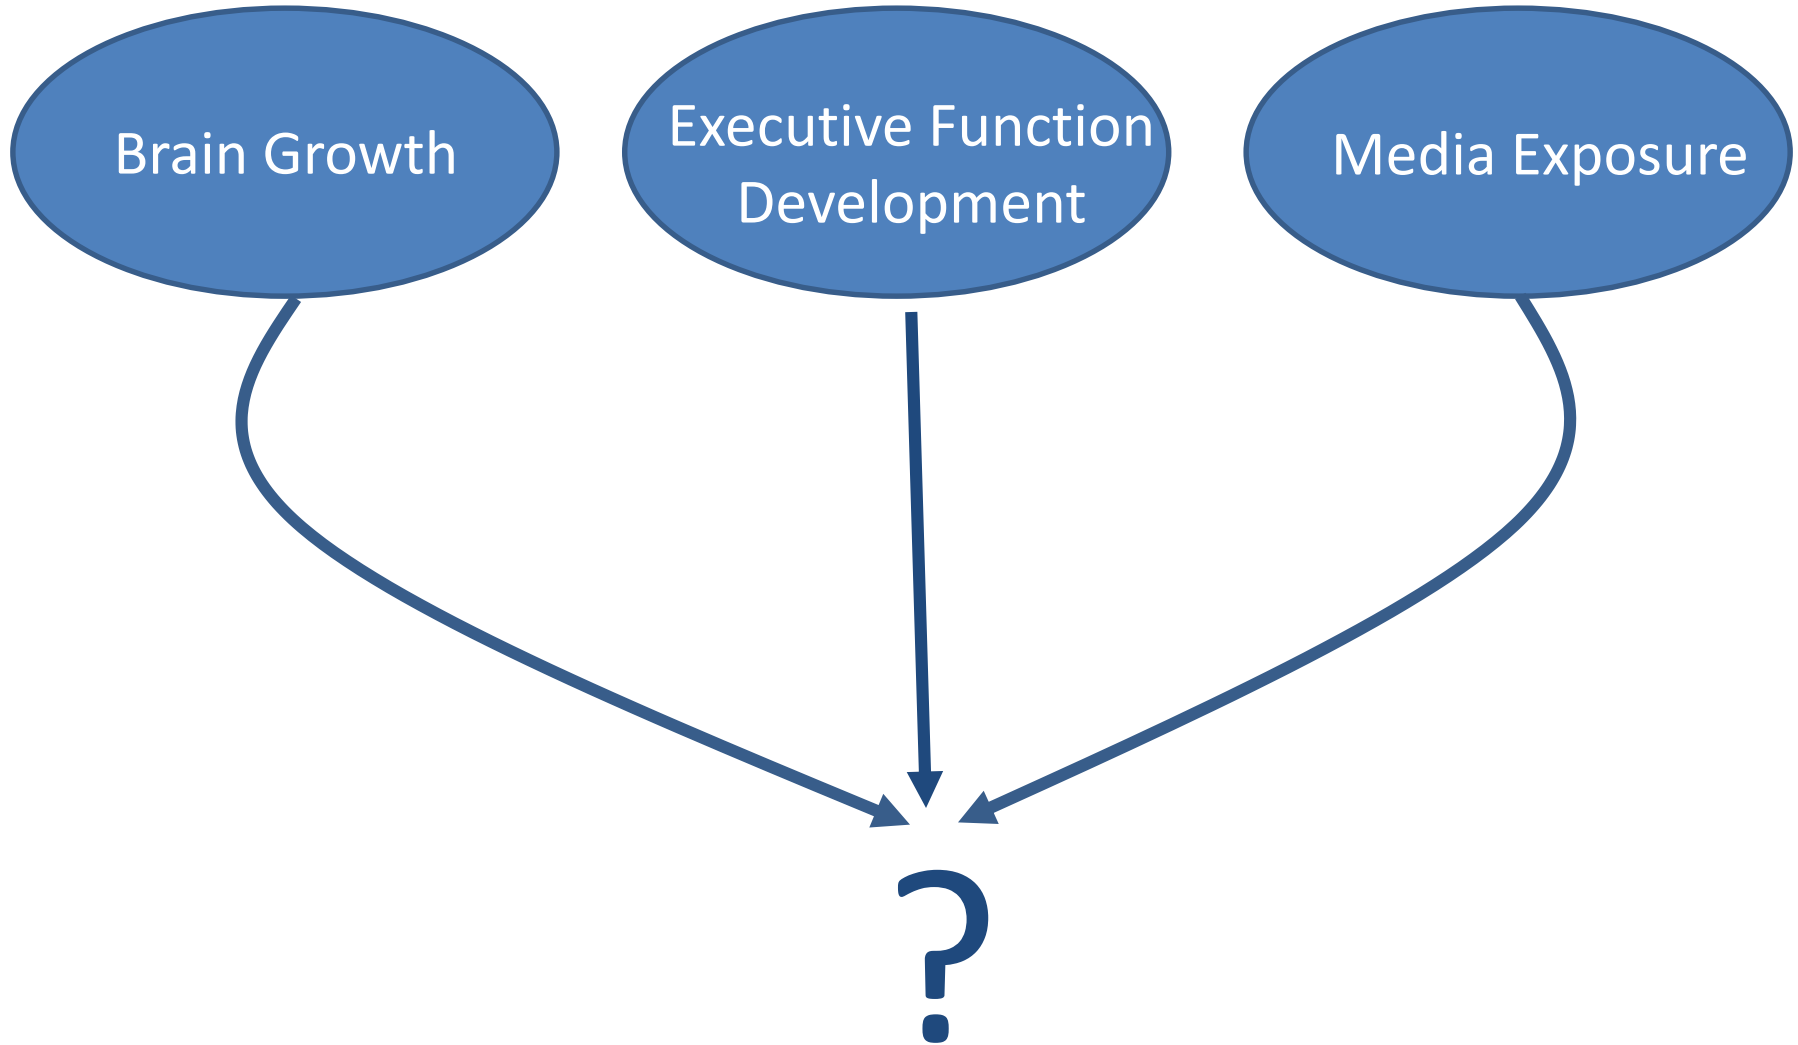 Brain Growth
Executive Function
Development
Media Exposure
?